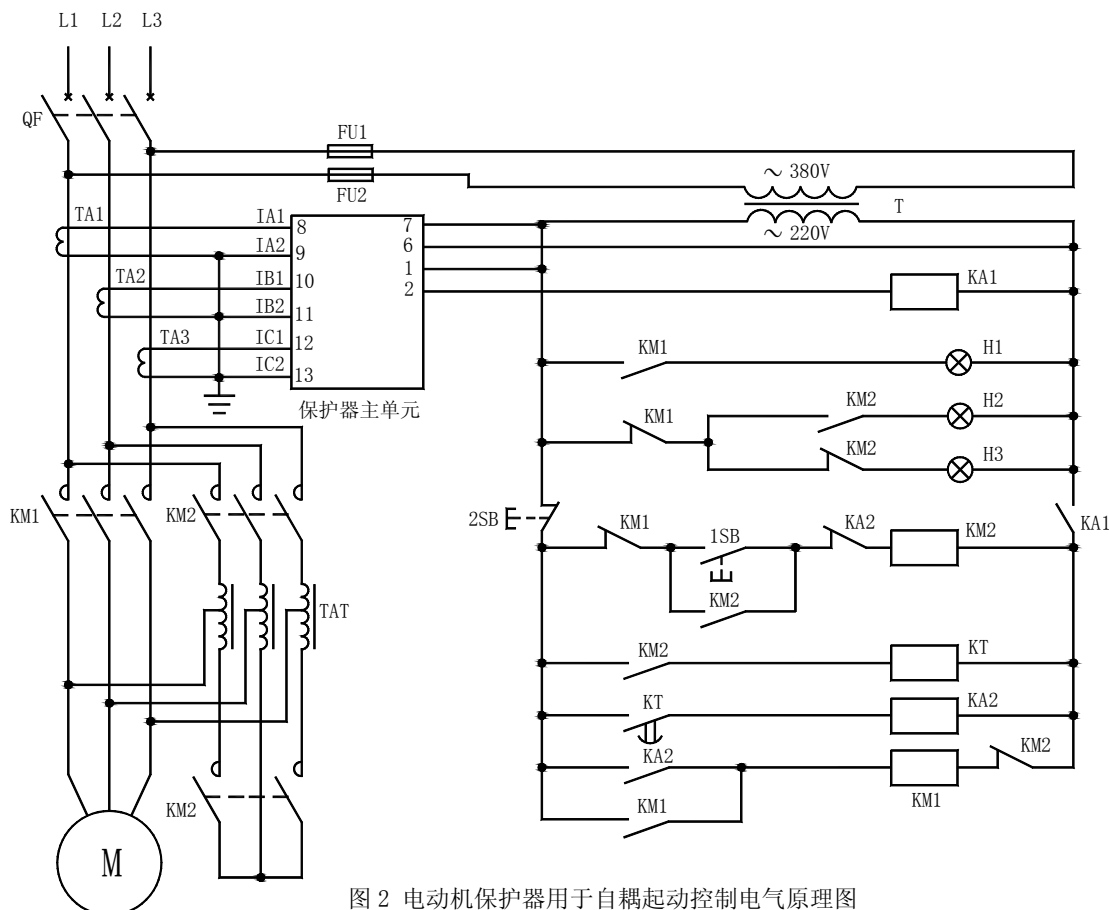 L1 L2 L3
QF
FU1
FU2
～380V
T
～220V
TA1
IA1
8
7
IA2
9
6
1
TA2
IB1
10
2
KA1
IB2
11
TA3
IC1
12
IC2
13
保护器主单元
KM1
H1
KM1
KM2
H2
KM2
H3
KM1
KM2
2SB
KM1
1SB
KA2
KM2
KA1
KM2
TAT
KM2
KT
KT
KA2
KA2
KM2
KM1
KM1
KM2
M
图2 电动机保护器用于自耦起动控制电气原理图